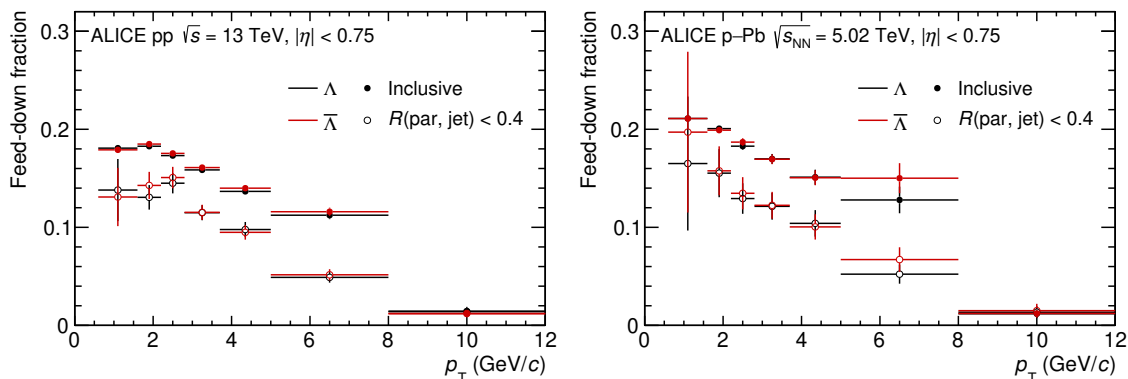 ALICE pp √s = 13 TeV, |η| < 0.75
Λ Inclusive
Λ̅ R(par, jet) < 0.4
Feed-down fraction
0.3
0.2
0.1
0
0 2 4 6 8 10 12
p_T (GeV/c)
ALICE p–Pb √s_NN = 5.02 TeV, |η| < 0.75
Λ Inclusive
Λ̅ R(par, jet) < 0.4
Feed-down fraction
0.3
0.2
0.1
0
0 2 4 6 8 10 12
p_T (GeV/c)